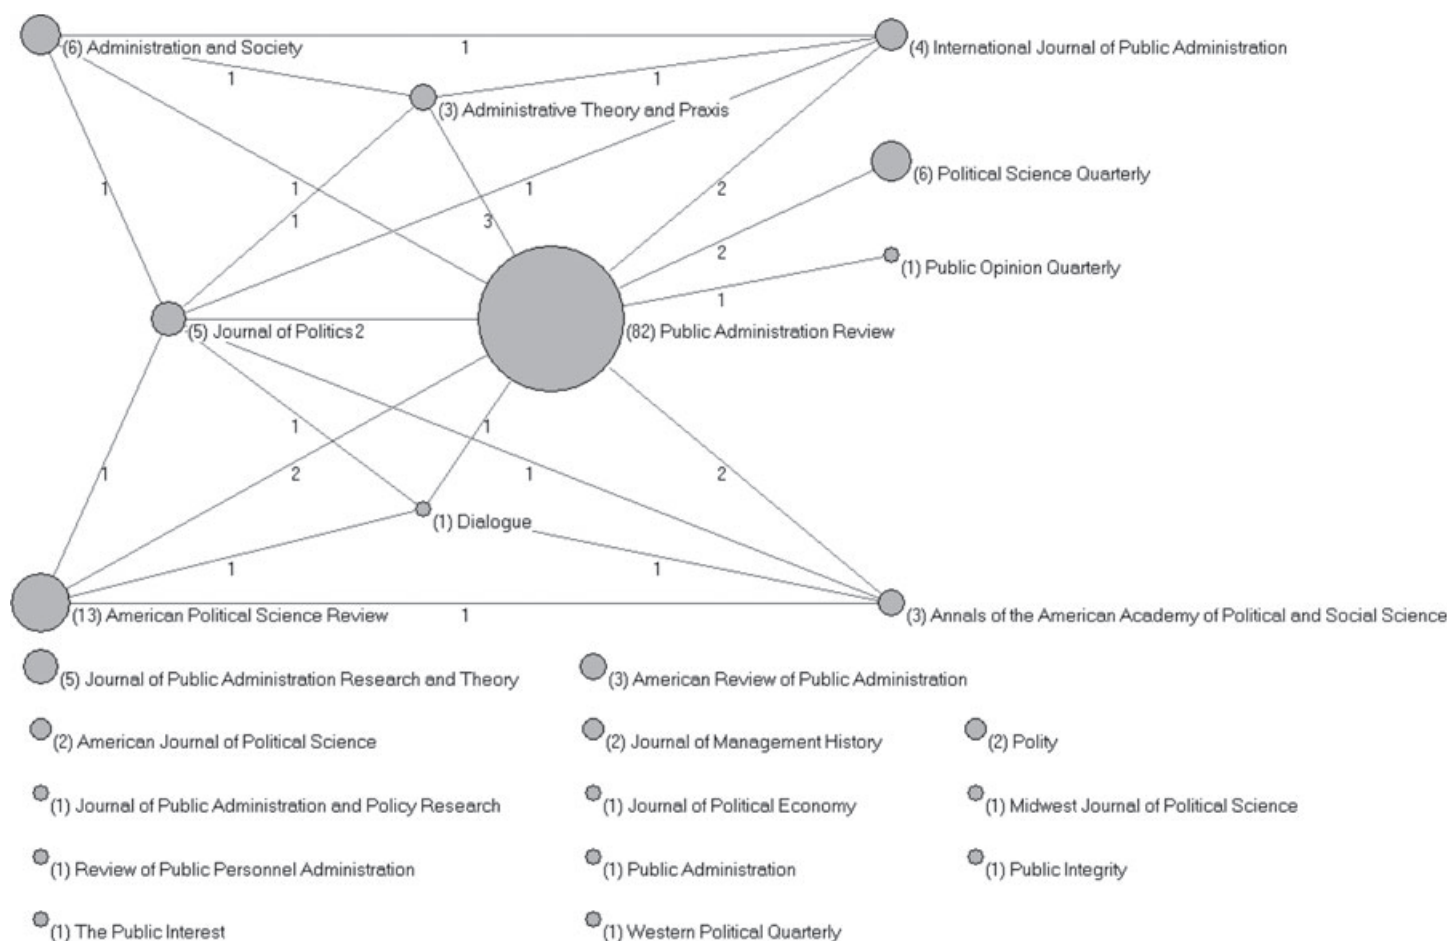 (6) Administration and Society
1
(4) International Journal of Public Administration
1
1
(3) Administrative Theory and Praxis
(6) Political Science Quarterly
1
1
1
2
1
3
2
(1) Public Opinion Quarterly
1
(5) Journal of Politics 2
(82) Public Administration Review
1
1
1
2
1
2
(1) Dialogue
1
1
(13) American Political Science Review
1
(3) Annals of the American Academy of Political and Social Science
(5) Journal of Public Administration Research and Theory
(3) American Review of Public Administration
(2) American Journal of Political Science
(2) Journal of Management History
(2) Polity
(1) Journal of Public Administration and Policy Research
(1) Journal of Political Economy
(1) Midwest Journal of Political Science
(1) Review of Public Personnel Administration
(1) Public Administration
(1) Public Integrity
(1) The Public Interest
(1) Western Political Quarterly